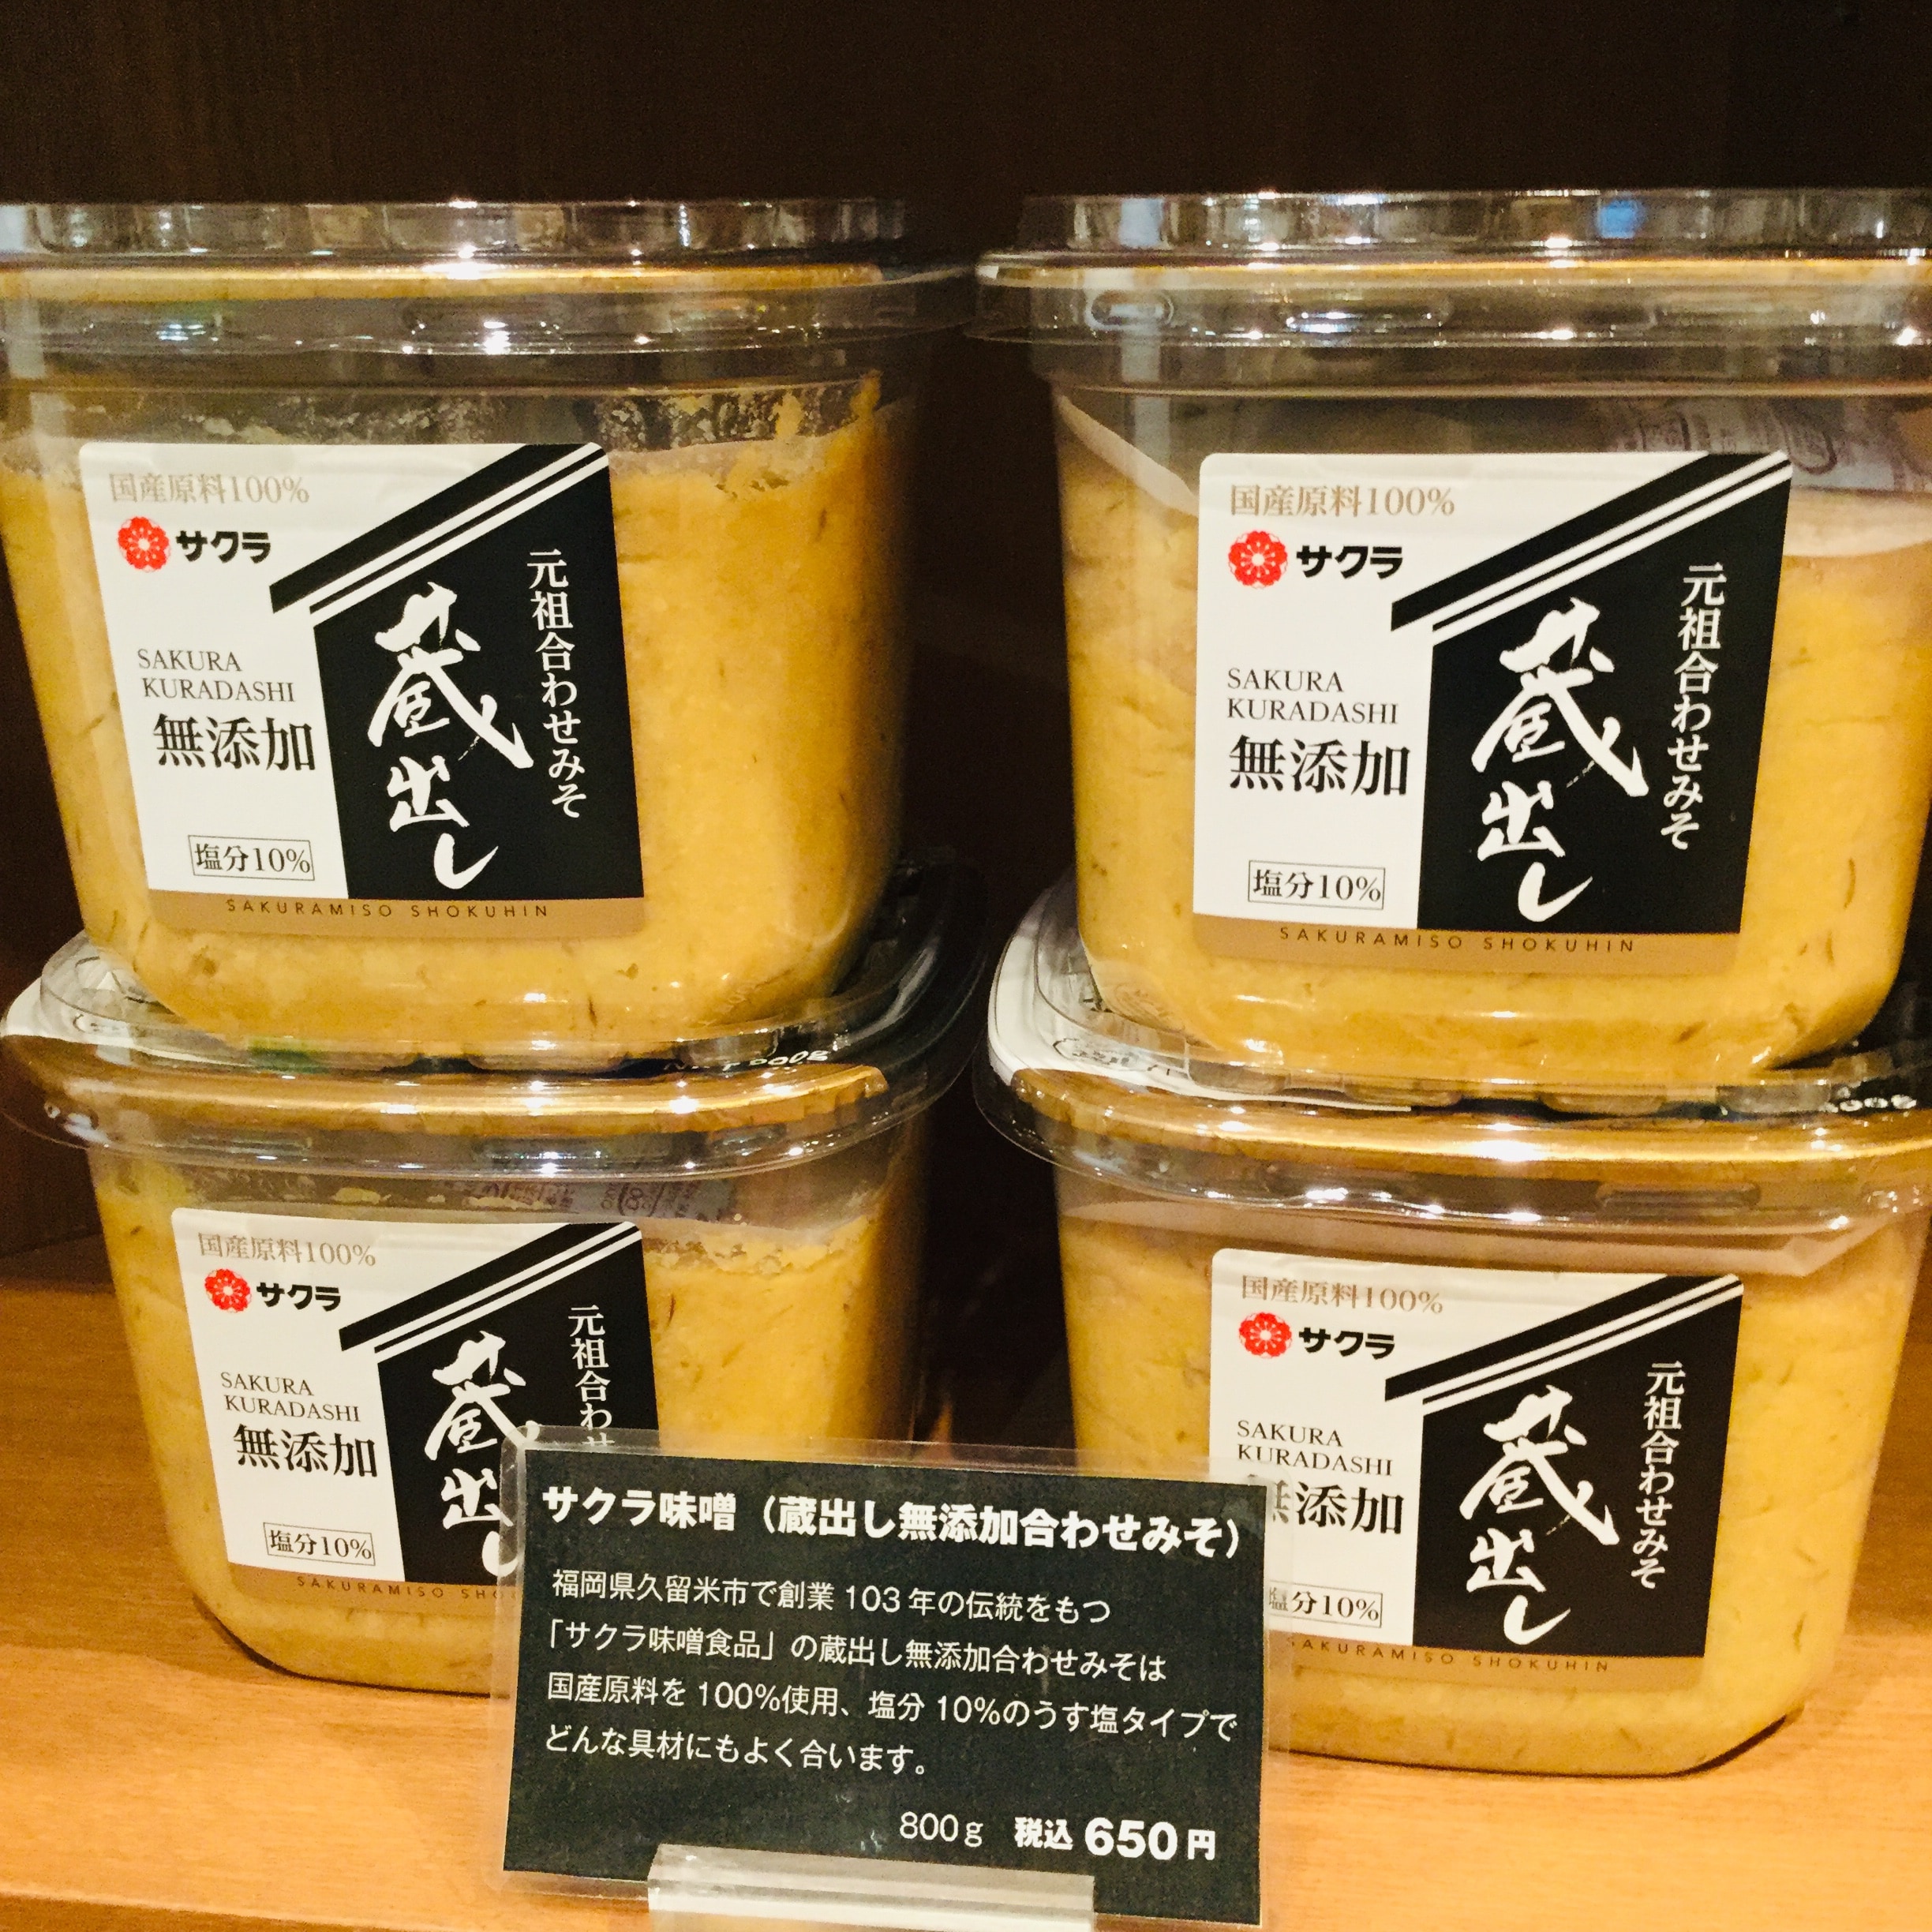 国産原料100%
サクラ
SAKURA
KURADASHI
無添加
塩分10%
元祖合わせみそ
蔵出し
SAKURAMISO SHOKUHIN
国産原料100%
サクラ
SAKURA
KURADASHI
無添加
塩分10%
元祖合わせみそ
蔵出し
SAKURAMISO SHOKUHIN
国産原料100%
サクラ
SAKURA
KURADASHI
無添加
塩分10%
元祖合わせ
蔵出し
SAKURAMISO
国産原料100%
サクラ
SAKURA
KURADASHI
無添加
塩分10%
元祖合わせみそ
蔵出し
SAKURAMISO SHOKUHIN
サクラ味噌（蔵出し無添加合わせみそ）
福岡県久留米市で創業103年の伝統をもつ
「サクラ味噌食品」の蔵出し無添加合わせみそは
国産原料を100%使用、塩分10%のうす塩タイプで
どんな具材にもよく合います。
800g 税込650円